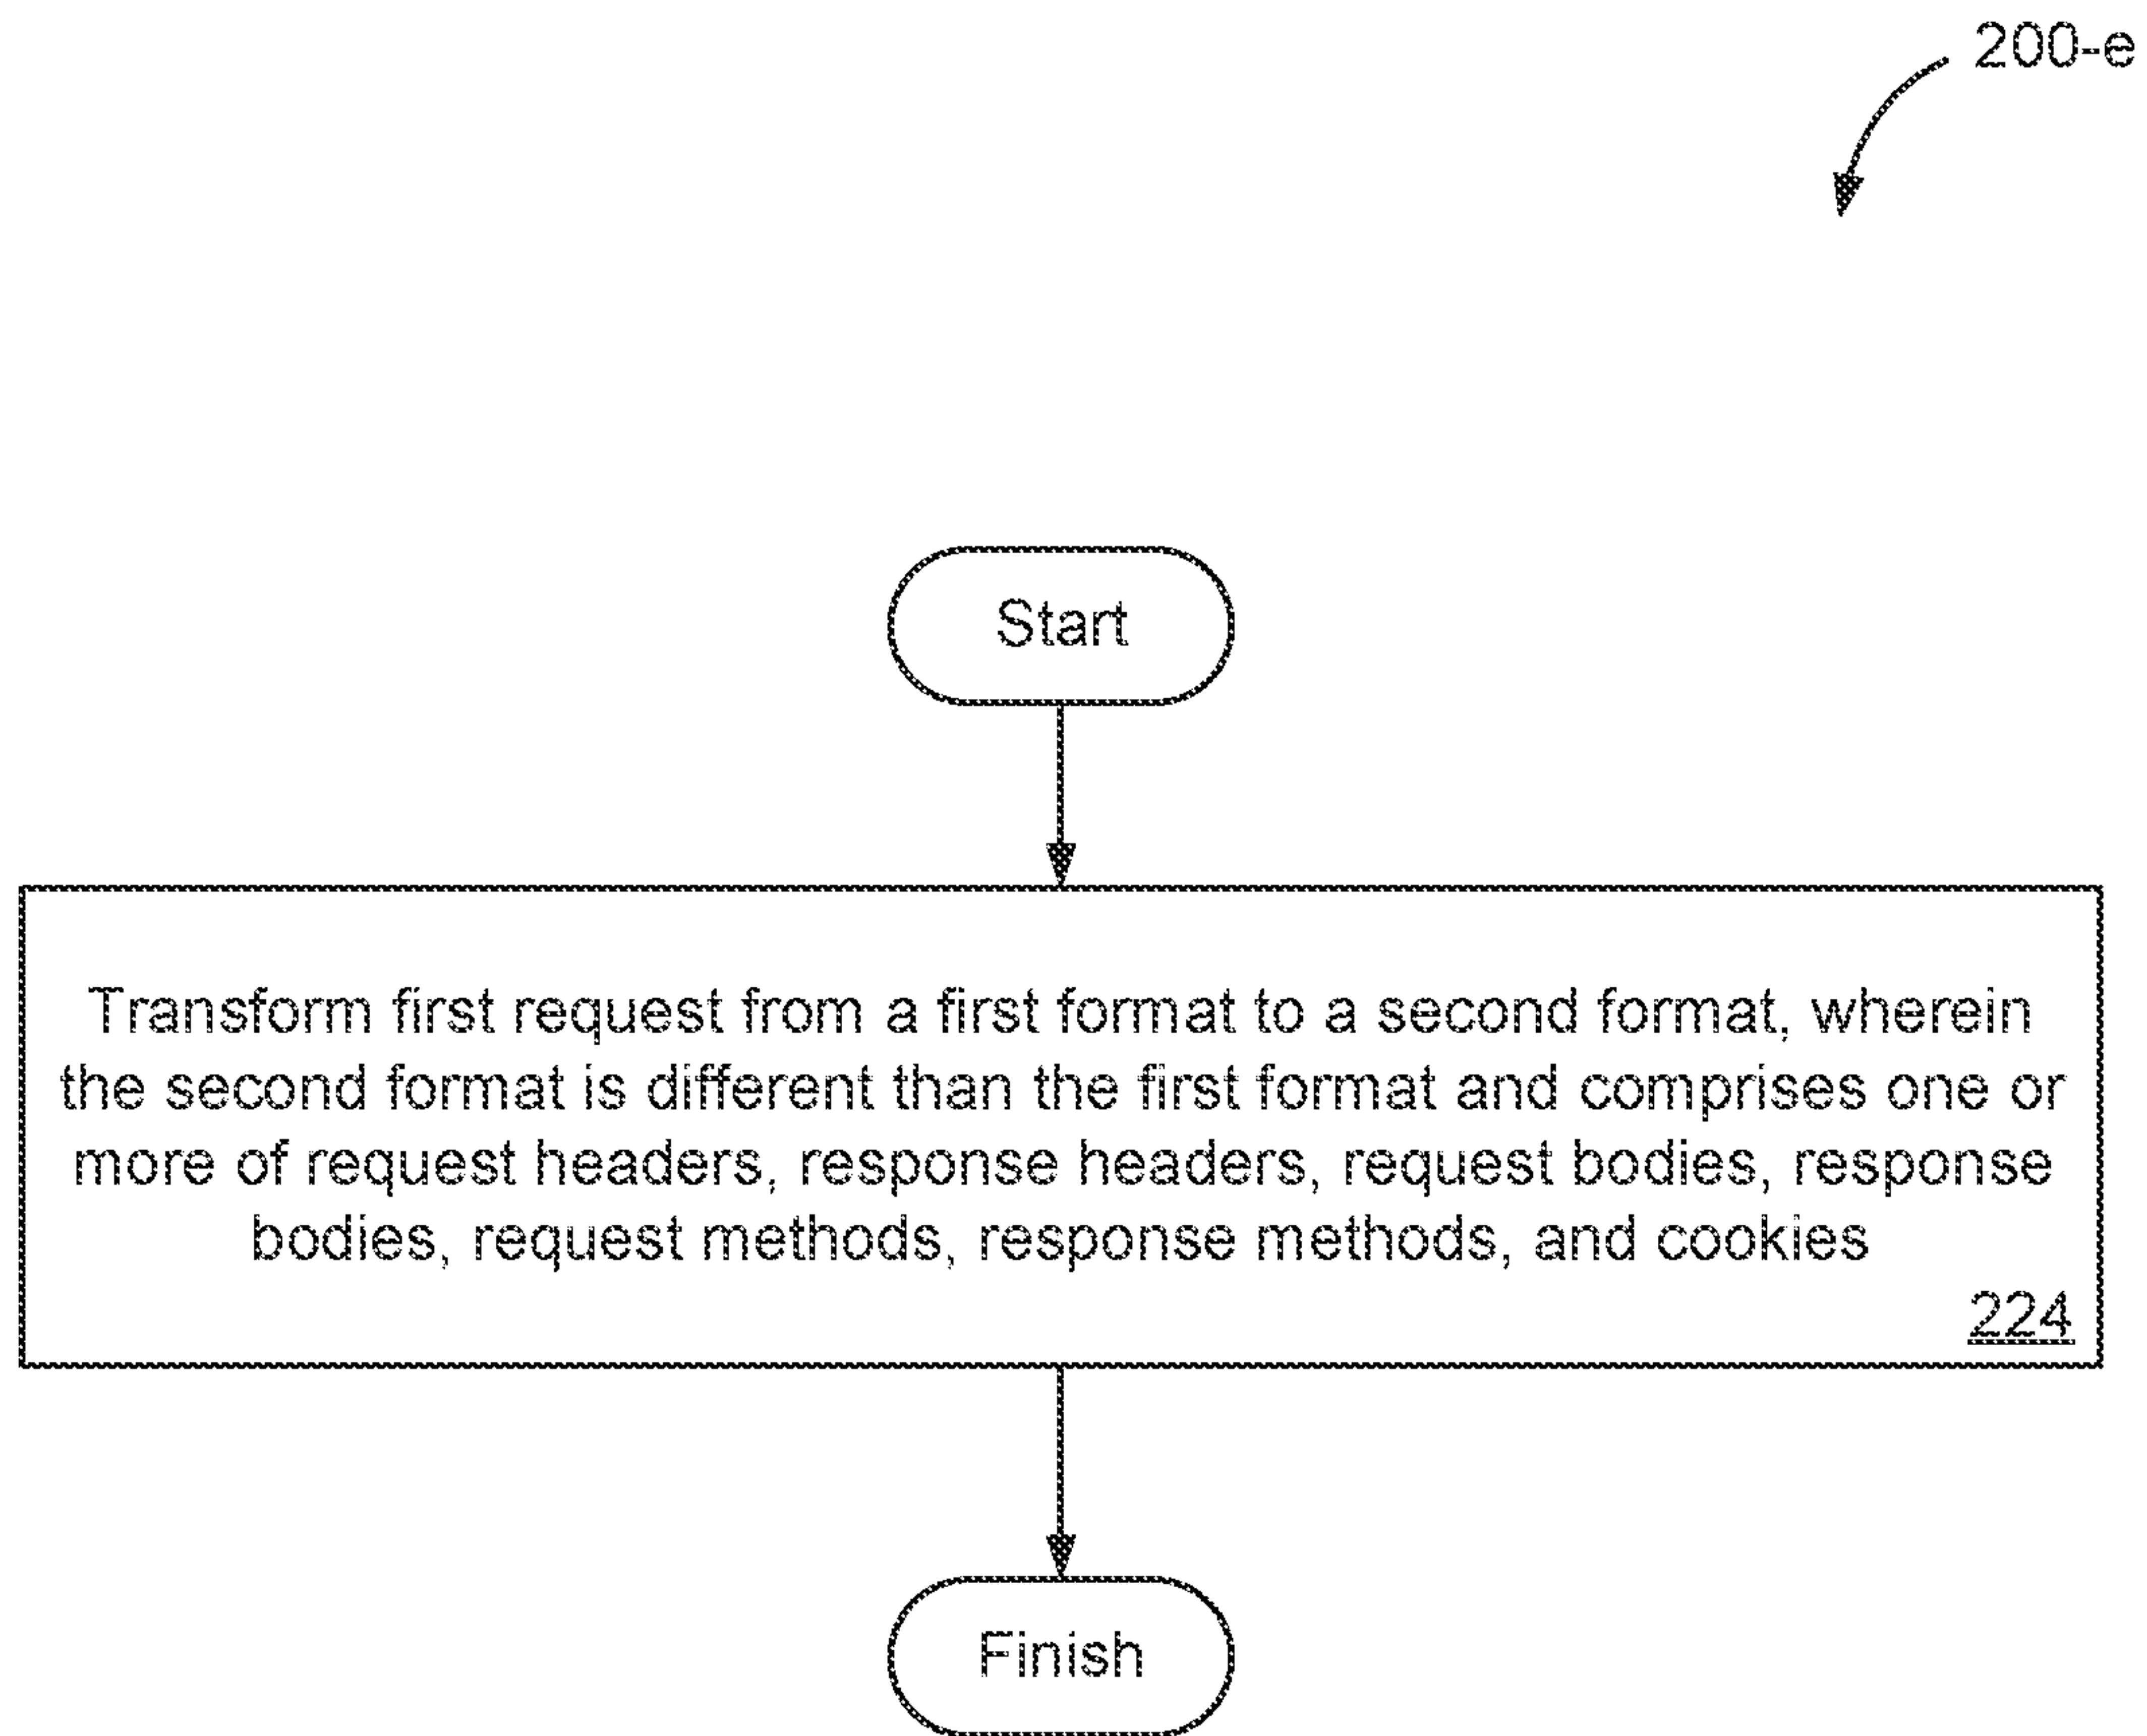 200-e
Start
Transform first request from a first format to a second format, wherein
the second format is different than the first format and comprises one or
more of request headers, response headers, request bodies, response
bodies, request methods, response methods, and cookies
224
Finish